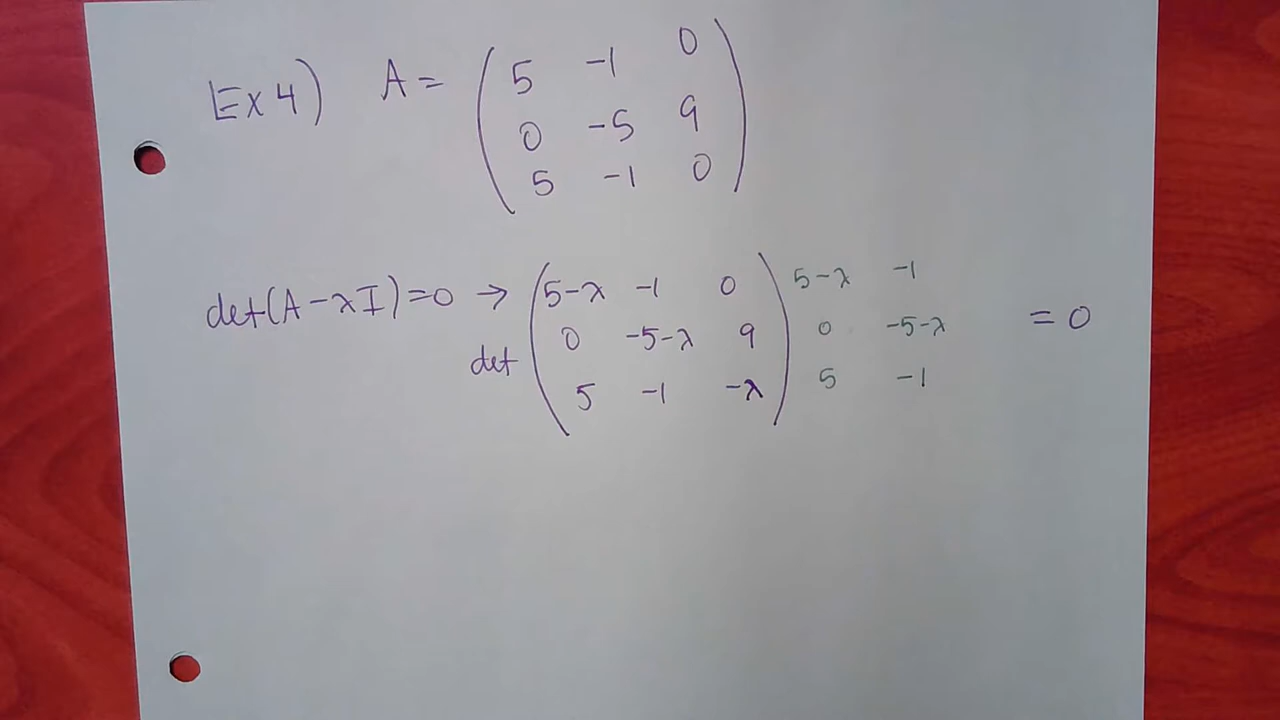 Ex 4) A = ( 5 -1 0
0 -5 9
5 -1 0 )
det(A-λI)=0 → det ( 5-λ -1 0 ) 5-λ -1
0 -5-λ 9 0 -5-λ = 0
5 -1 -λ 5 -1